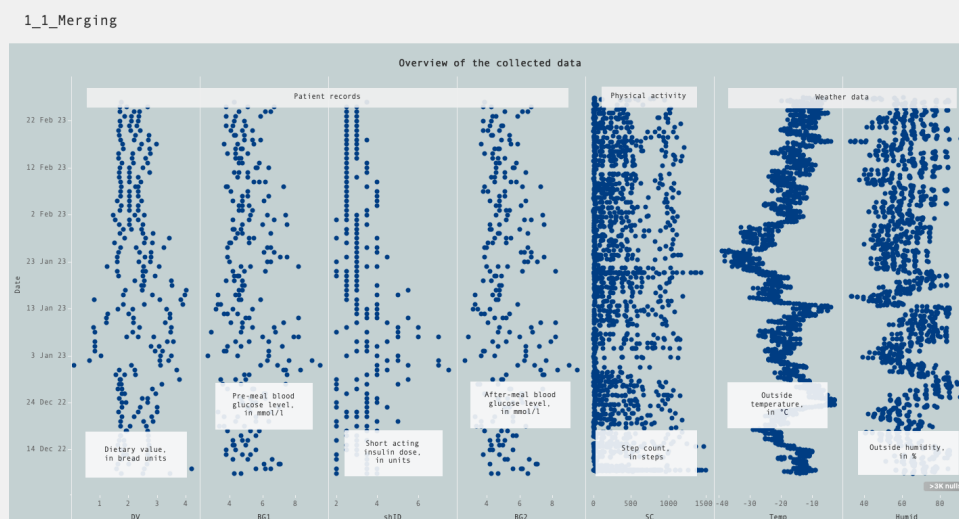 1_1_Merging
Overview of the collected data
Patient records
Physical activity
Weather data
22 Feb 23
12 Feb 23
2 Feb 23
23 Jan 23
13 Jan 23
3 Jan 23
24 Dec 22
14 Dec 22
Date
Dietary value,
in bread units
Pre-meal blood
glucose level,
in mmol/l
Short acting
insulin dose,
in units
After-meal blood
glucose level,
in mmol/l
Step count,
in steps
Outside
temperature,
in °C
Outside humidity,
in %
>3K null
1 2 3 4
4 6 8
2 4 6
4 6 8
0 500 1000 1500
-40 -30 -20 -10
40 60 80
DV BG1 shID BG2 SC Temp Humid